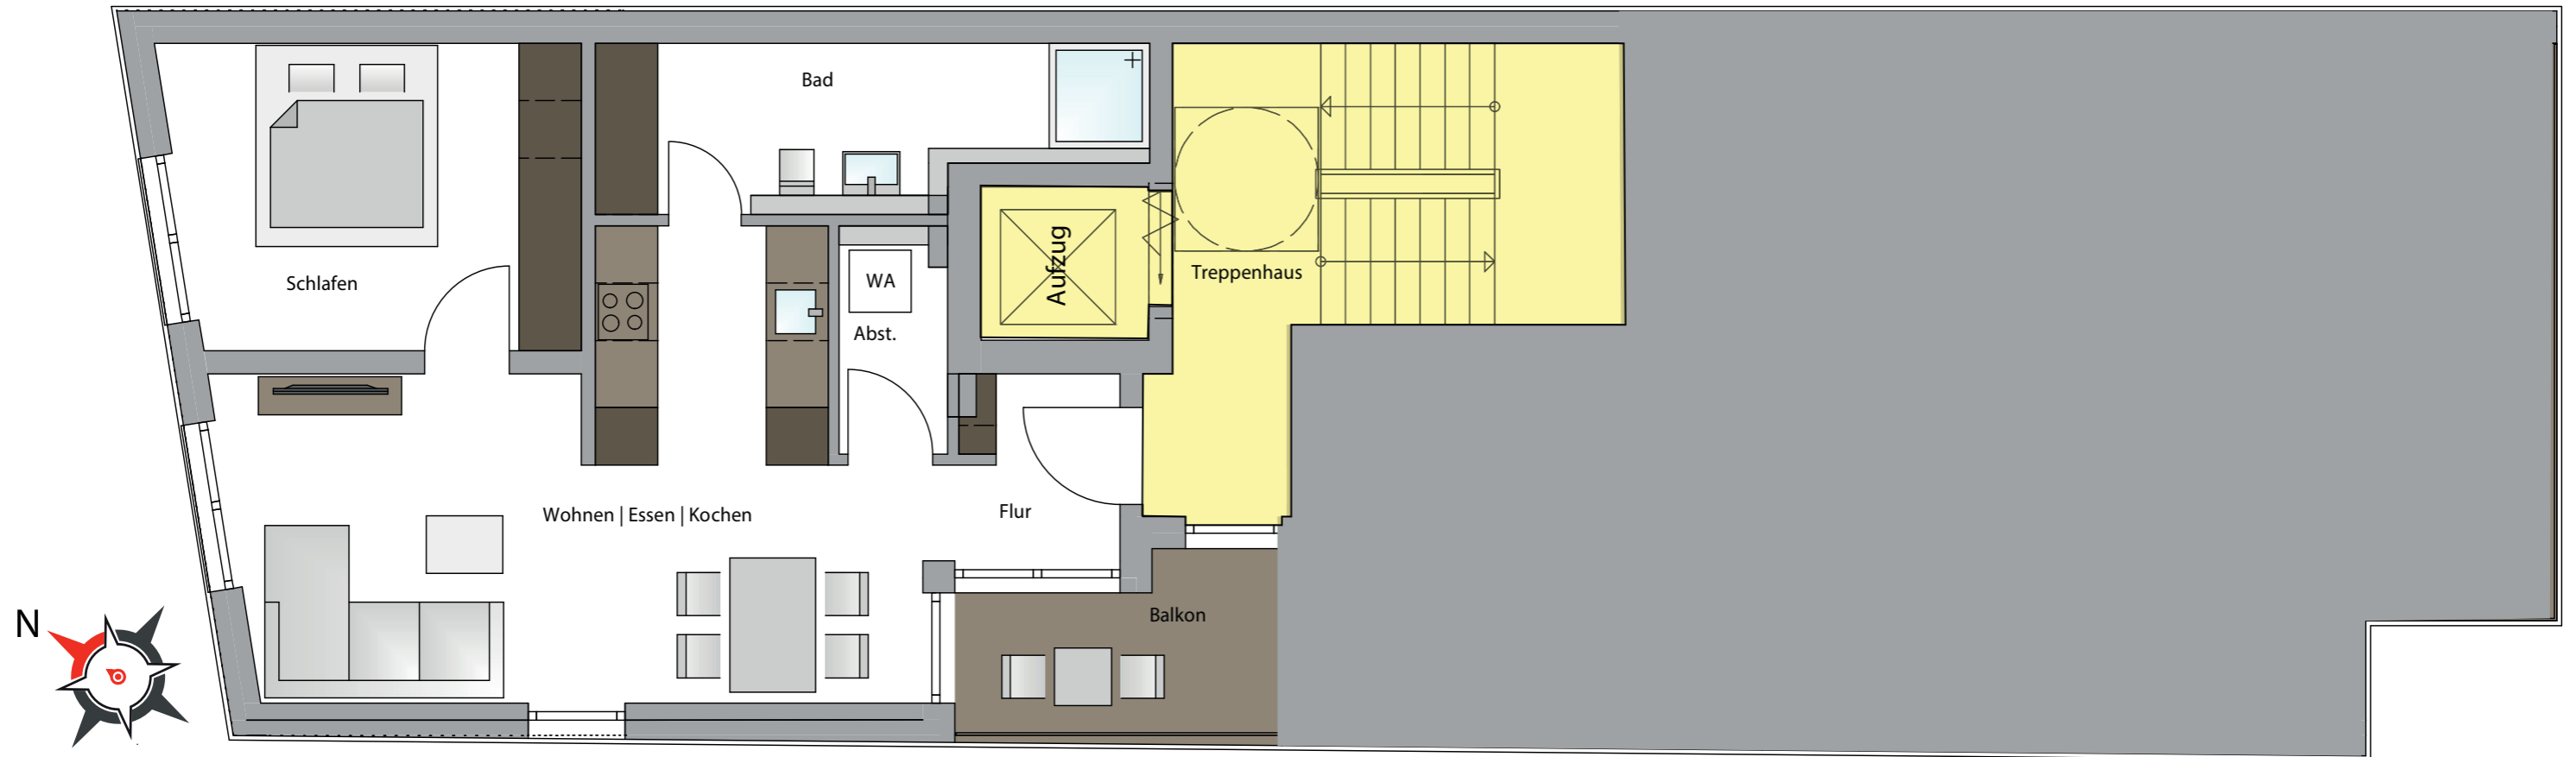 Bad
Schlafen
WA
Abst.
Aufzug
Treppenhaus
Wohnen | Essen | Kochen
Flur
Balkon
N